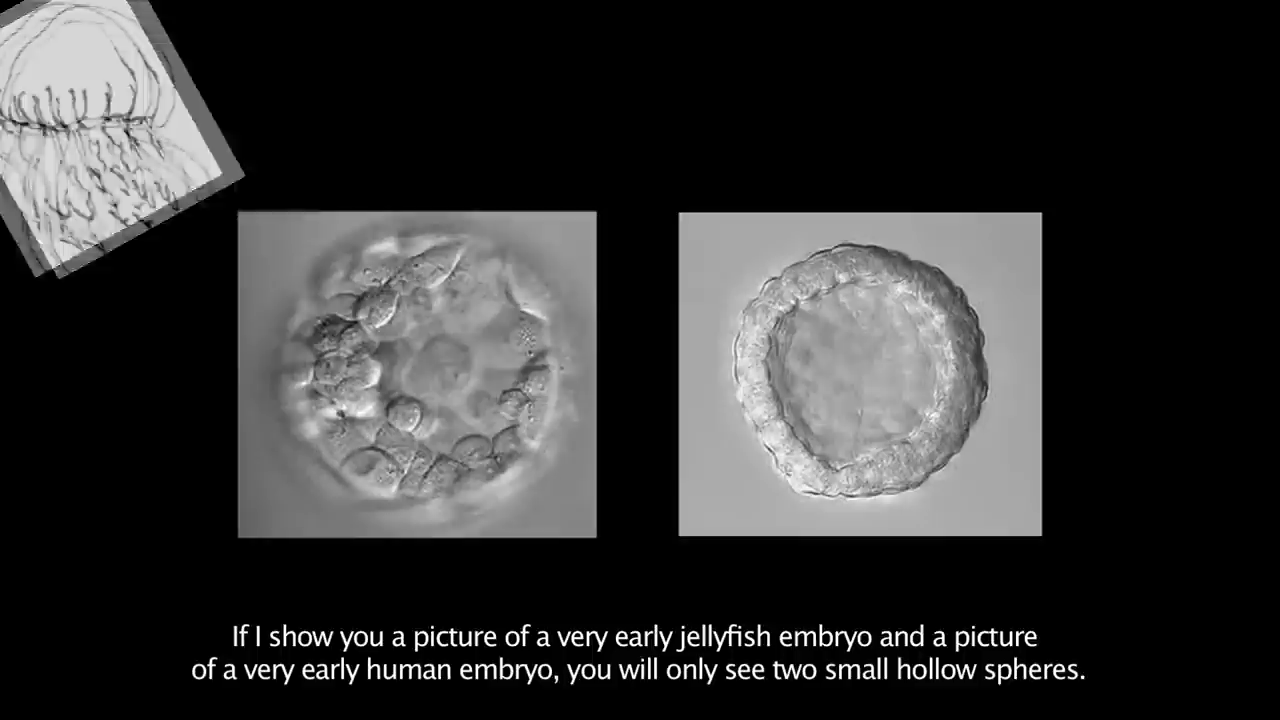 If I show you a picture of a very early jellyfish embryo and a picture
of a very early human embryo, you will only see two small hollow spheres.